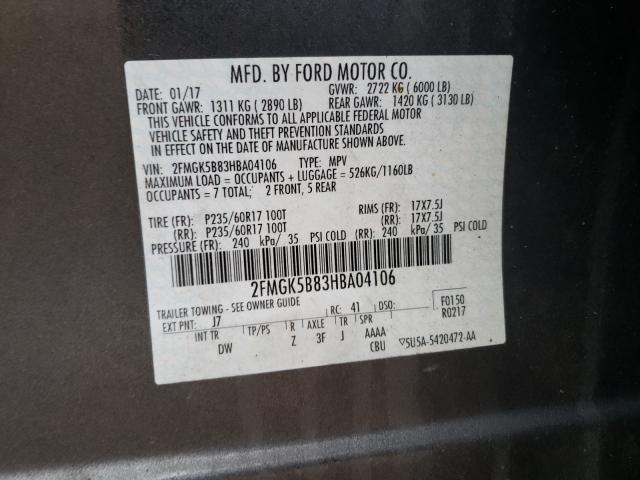 MFD. BY FORD MOTOR CO.
DATE: 01/17 GVWR: 2722 KG ( 6000 LB)
FRONT GAWR: 1311 KG ( 2890 LB) REAR GAWR: 1420 KG ( 3130 LB)
THIS VEHICLE CONFORMS TO ALL APPLICABLE FEDERAL MOTOR
VEHICLE SAFETY AND THEFT PREVENTION STANDARDS
IN EFFECT ON THE DATE OF MANUFACTURE SHOWN ABOVE.
VIN: 2FMGK5B83HBA04106 TYPE: MPV
MAXIMUM LOAD = OCCUPANTS + LUGGAGE = 526KG/1160LB
OCCUPANTS = 7 TOTAL; 2 FRONT, 5 REAR
TIRE (FR): P235/60R17 100T RIMS (FR): 17X7.5J
TIRE (RR): P235/60R17 100T RIMS (RR): 17X7.5J
PRESSURE (FR): 240 kPa/ 35 PSI COLD (RR): 240 kPa/ 35 PSI COLD
2FMGK5B83HBA04106
TRAILER TOWING - SEE OWNER GUIDE
EXT PNT: J7 RC: 41 DSO: F0150
R0217
INT TR TP/PS R AXLE TR SPR
DW Z 3F J AAAA
CBU
5U5A-5420472-AA